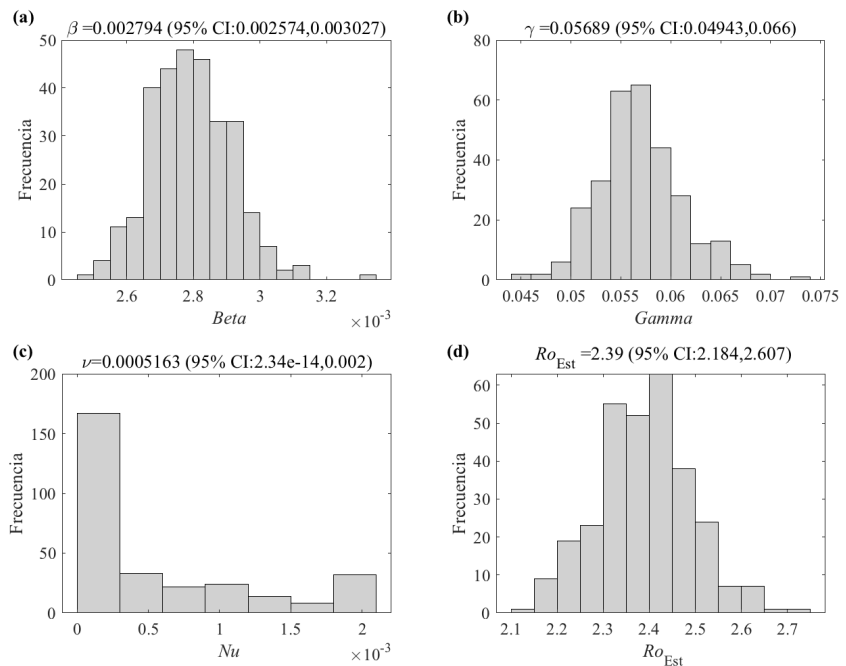 (a)
β =0.002794 (95% CI:0.002574,0.003027)
50
40
30
20
10
0
Frecuencia
2.6 2.8 3 3.2
×10⁻³
Beta
(b)
γ =0.05689 (95% CI:0.04943,0.066)
80
60
40
20
0
Frecuencia
0.045 0.05 0.055 0.06 0.065 0.07 0.075
Gamma
(c)
ν=0.0005163 (95% CI:2.34e-14,0.002)
200
150
100
50
0
Frecuencia
0 0.5 1 1.5 2
×10⁻³
Nu
(d)
Ro_Est =2.39 (95% CI:2.184,2.607)
60
50
40
30
20
10
0
Frecuencia
2.1 2.2 2.3 2.4 2.5 2.6 2.7
Ro_Est